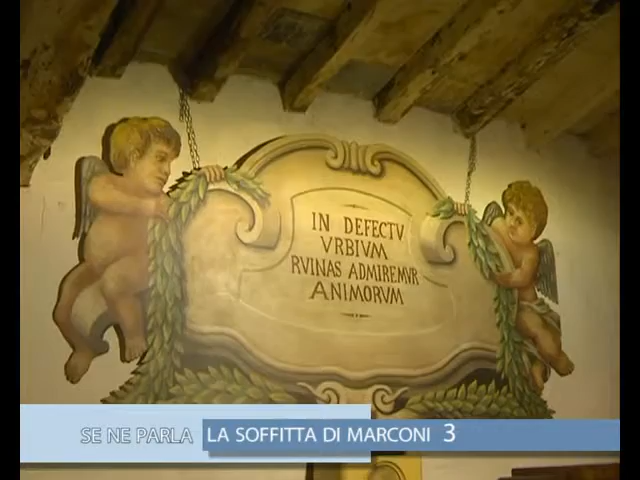 IN DEFECTV
VRBIVM
RVINAS ADMIREMVR
ANIMORVM
SE NE PARLA LA SOFFITTA DI MARCONI 3